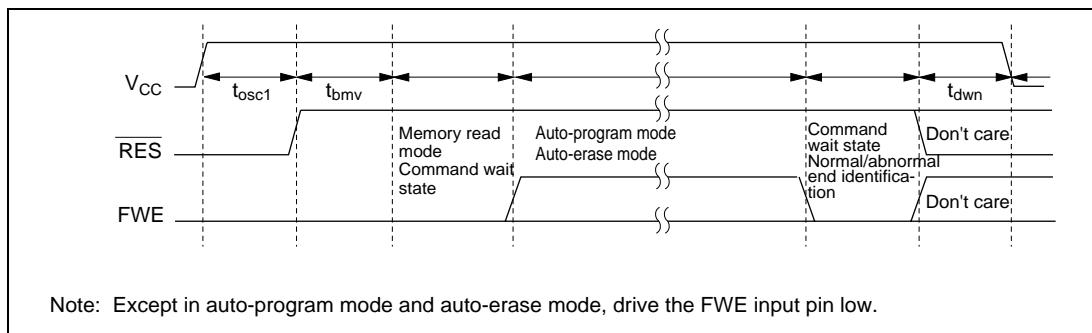 V_CC
t_osc1
t_bmv
t_dwn
RES
Memory read
mode
Command wait
state
Auto-program mode
Auto-erase mode
Command
wait state
Normal/abnormal
end identifica-
tion
Don't care
FWE
Don't care
Note: Except in auto-program mode and auto-erase mode, drive the FWE input pin low.